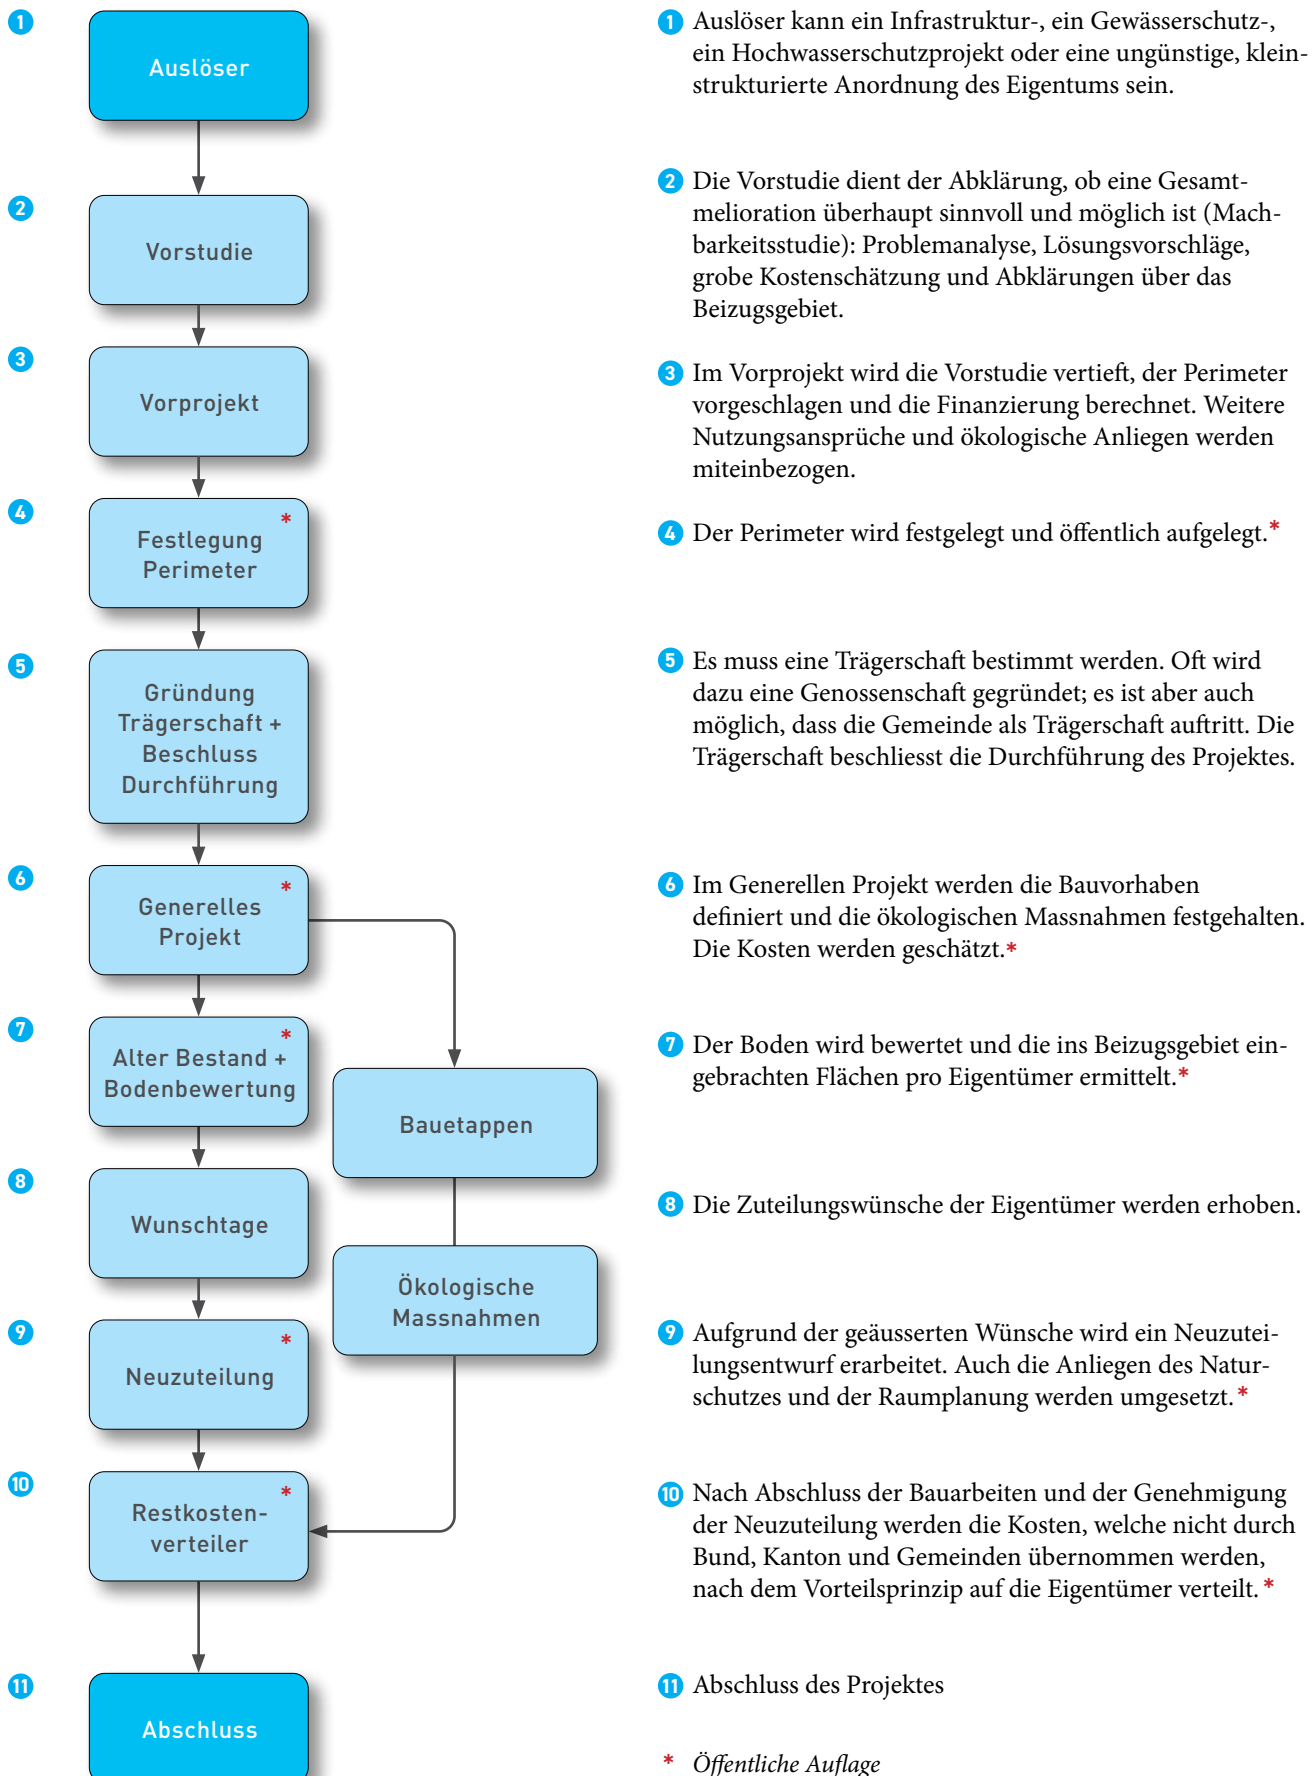 1
Auslöser
2
Vorstudie
3
Vorprojekt
4
*
Festlegung
Perimeter
5
Gründung
Trägerschaft +
Beschluss
Durchführung
6
*
Generelles
Projekt
7
*
Alter Bestand +
Bodenbewertung
Bauetappen
8
Wunschtage
Ökologische
Massnahmen
9
*
Neuzuteilung
10
*
Restkosten-
verteiler
11
Abschluss
1 Auslöser kann ein Infrastruktur-, ein Gewässerschutz-,
ein Hochwasserschutzprojekt oder eine ungünstige, klein-
strukturierte Anordnung des Eigentums sein.
2 Die Vorstudie dient der Abklärung, ob eine Gesamt-
melioration überhaupt sinnvoll und möglich ist (Mach-
barkeitsstudie): Problemanalyse, Lösungsvorschläge,
grobe Kostenschätzung und Abklärungen über das
Beizugsgebiet.
3 Im Vorprojekt wird die Vorstudie vertieft, der Perimeter
vorgeschlagen und die Finanzierung berechnet. Weitere
Nutzungsansprüche und ökologische Anliegen werden
miteinbezogen.
4 Der Perimeter wird festgelegt und öffentlich aufgelegt.*
5 Es muss eine Trägerschaft bestimmt werden. Oft wird
dazu eine Genossenschaft gegründet; es ist aber auch
möglich, dass die Gemeinde als Trägerschaft auftritt. Die
Trägerschaft beschliesst die Durchführung des Projektes.
6 Im Generellen Projekt werden die Bauvorhaben
definiert und die ökologischen Massnahmen festgehalten.
Die Kosten werden geschätzt.*
7 Der Boden wird bewertet und die ins Beizugsgebiet ein-
gebrachten Flächen pro Eigentümer ermittelt.*
8 Die Zuteilungswünsche der Eigentümer werden erhoben.
9 Aufgrund der geäusserten Wünsche wird ein Neuzutei-
lungsentwurf erarbeitet. Auch die Anliegen des Natur-
schutzes und der Raumplanung werden umgesetzt.*
10 Nach Abschluss der Bauarbeiten und der Genehmigung
der Neuzuteilung werden die Kosten, welche nicht durch
Bund, Kanton und Gemeinden übernommen werden,
nach dem Vorteilsprinzip auf die Eigentümer verteilt.*
11 Abschluss des Projektes
* Öffentliche Auflage